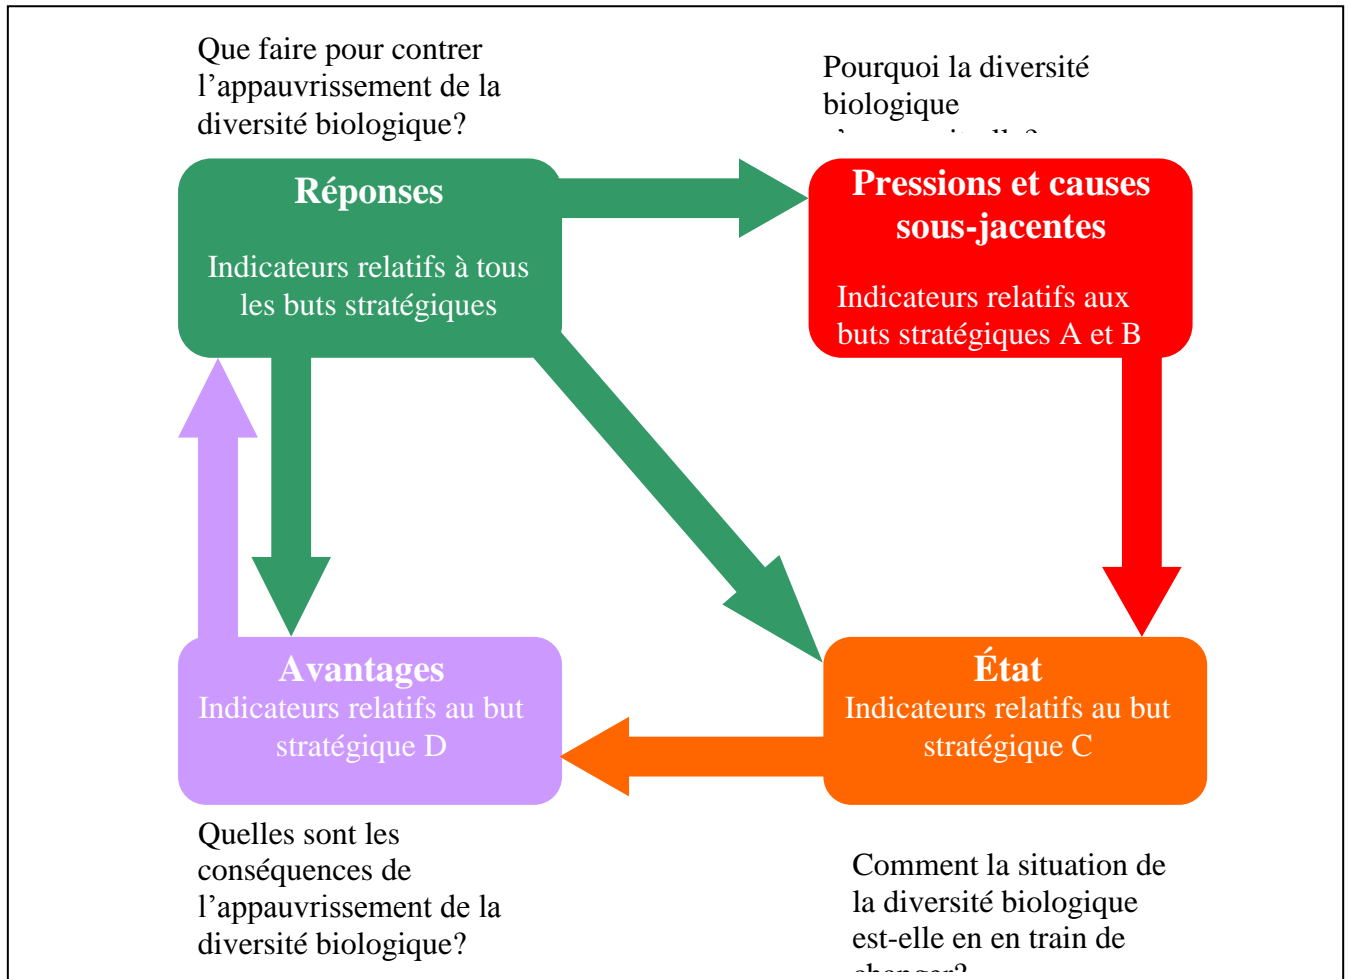 Que faire pour contrer
l’appauvrissement de la
diversité biologique?
Pourquoi la diversité
biologique
Réponses
Indicateurs relatifs à tous
les buts stratégiques
Pressions et causes
sous-jacentes
Indicateurs relatifs aux
buts stratégiques A et B
Avantages
Indicateurs relatifs au but
stratégique D
État
Indicateurs relatifs au but
stratégique C
Quelles sont les
conséquences de
l’appauvrissement de la
diversité biologique?
Comment la situation de
la diversité biologique
est-elle en en train de
changer?